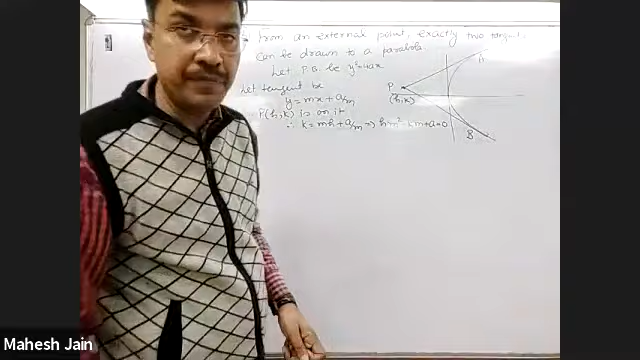 from an external point, exactly two tangents
can be drawn to a parabola.
Let P.B. be y²=4ax
Let tangent be
y=mx+a/m
P(h,k) is on it
∴ k=mh+a/m ⇒ hm²-km+a=0
P
(h,k)
A
B
Mahesh Jain